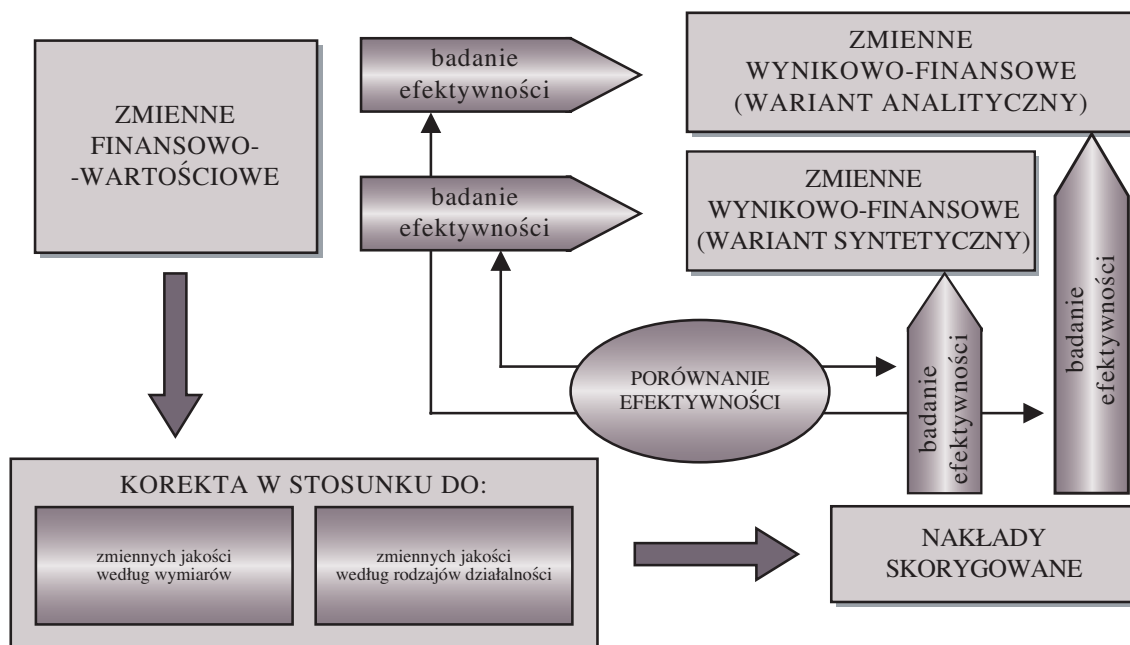 ZMIENNE
FINANSOWO-
-WARTOŚCIOWE
badanie
efektywności
ZMIENNE
WYNIKOWO-FINANSOWE
(WARIANT ANALITYCZNY)
badanie
efektywności
ZMIENNE
WYNIKOWO-FINANSOWE
(WARIANT SYNTETYCZNY)
PORÓWNANIE
EFEKTYWNOŚCI
badanie
efektywności
badanie
efektywności
KOREKTA W STOSUNKU DO:
zmiennych jakości
według wymiarów
zmiennych jakości
według rodzajów działalności
NAKŁADY
SKORYGOWANE